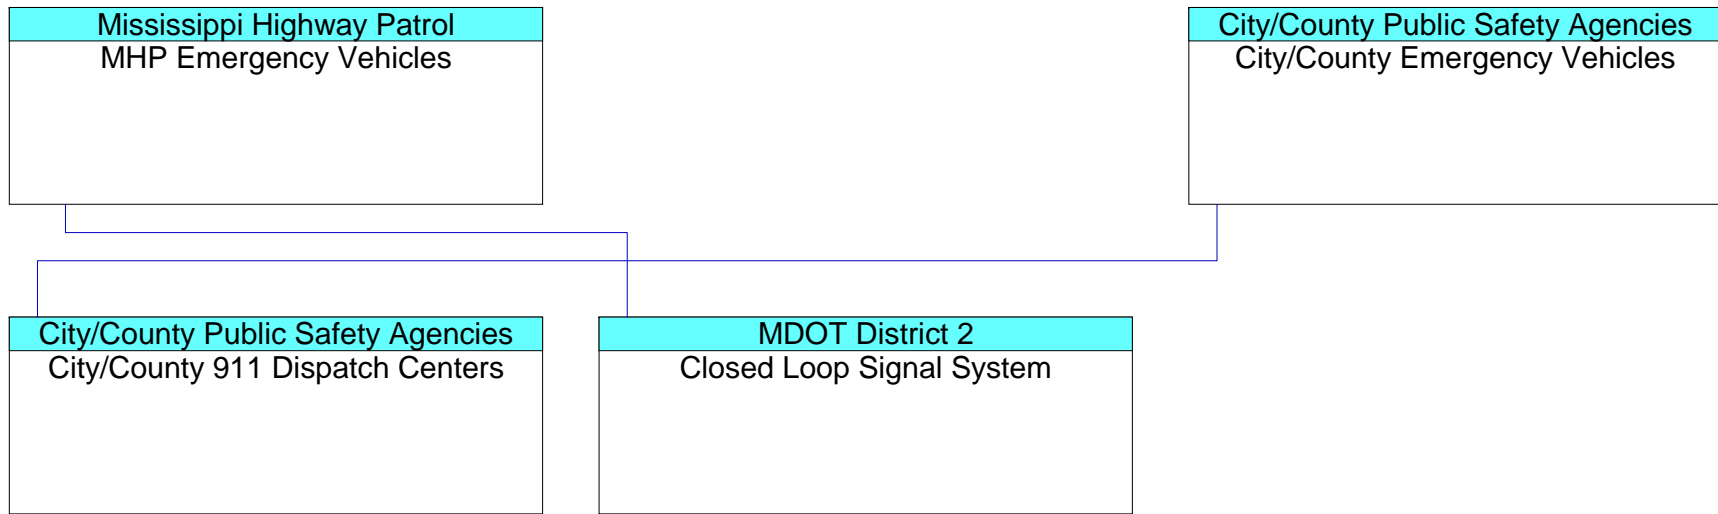 Mississippi Highway Patrol
MHP Emergency Vehicles
City/County Public Safety Agencies
City/County Emergency Vehicles
City/County Public Safety Agencies
City/County 911 Dispatch Centers
MDOT District 2
Closed Loop Signal System